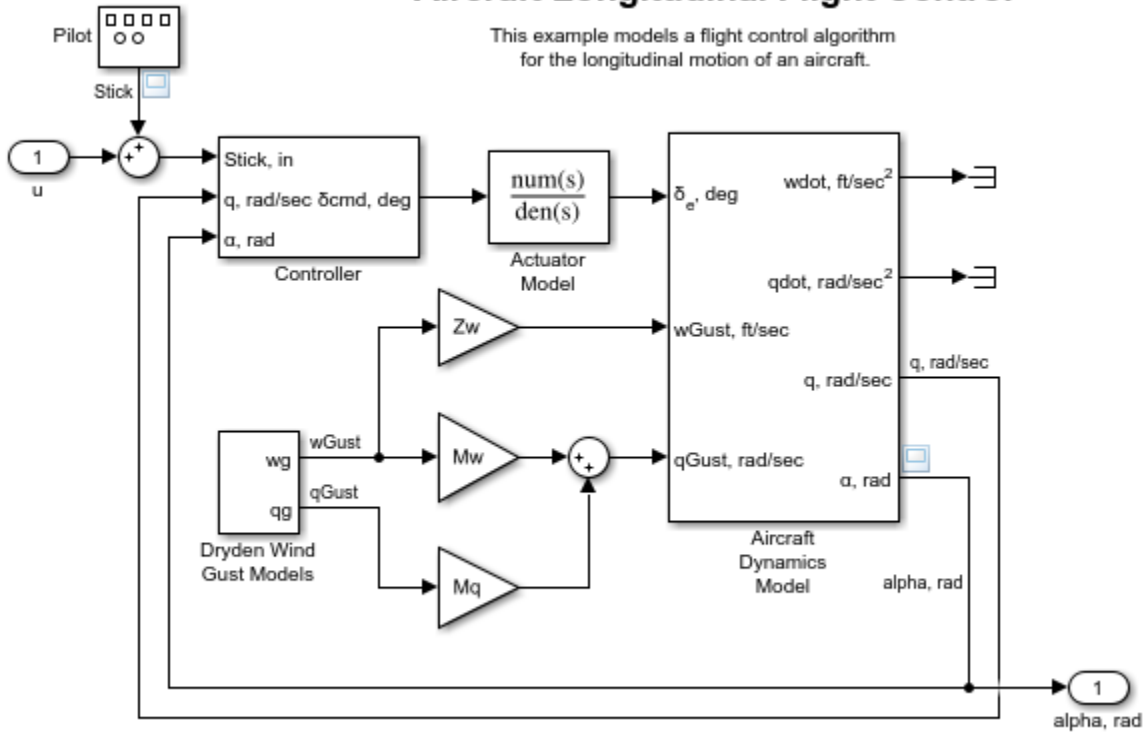 Aircraft Longitudinal Flight Control
This example models a flight control algorithm
for the longitudinal motion of an aircraft.
Pilot
Stick
1
u
Stick, in
q, rad/sec δcmd, deg
α, rad
Controller
num(s)
den(s)
Actuator
Model
δe, deg
wdot, ft/sec²
qdot, rad/sec²
wGust, ft/sec
q, rad/sec
qGust, rad/sec
α, rad
Aircraft
Dynamics
Model
q, rad/sec
Zw
Mw
Mq
wg
wGust
qg
qGust
Dryden Wind
Gust Models
alpha, rad
1
alpha, rad